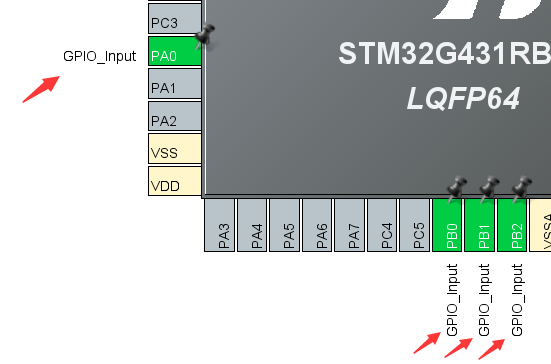 PC3
GPIO_Input PA0
PA1
PA2
VSS
VDD
STM32G431RB
LQFP64
PA3
PA4
PA5
PA6
PA7
PC4
PC5
PB0
PB1
PB2
VSSA
GPIO_Input
GPIO_Input
GPIO_Input